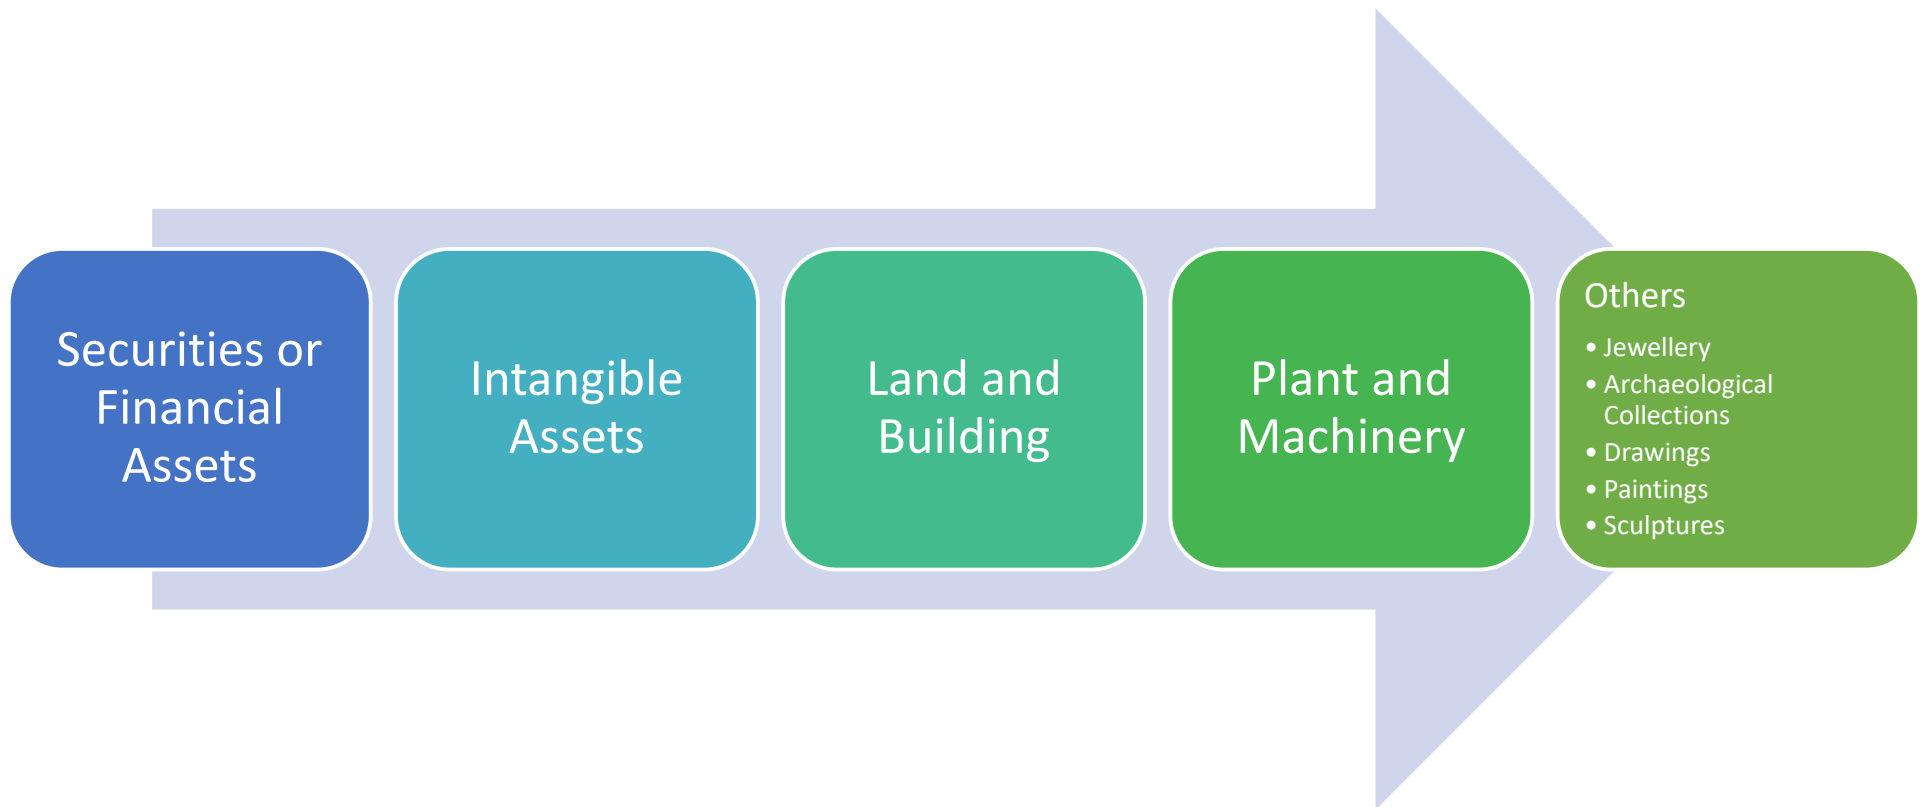 Securities or
Financial
Assets
Intangible
Assets
Land and
Building
Plant and
Machinery
Others
• Jewellery
• Archaeological
Collections
• Drawings
• Paintings
• Sculptures